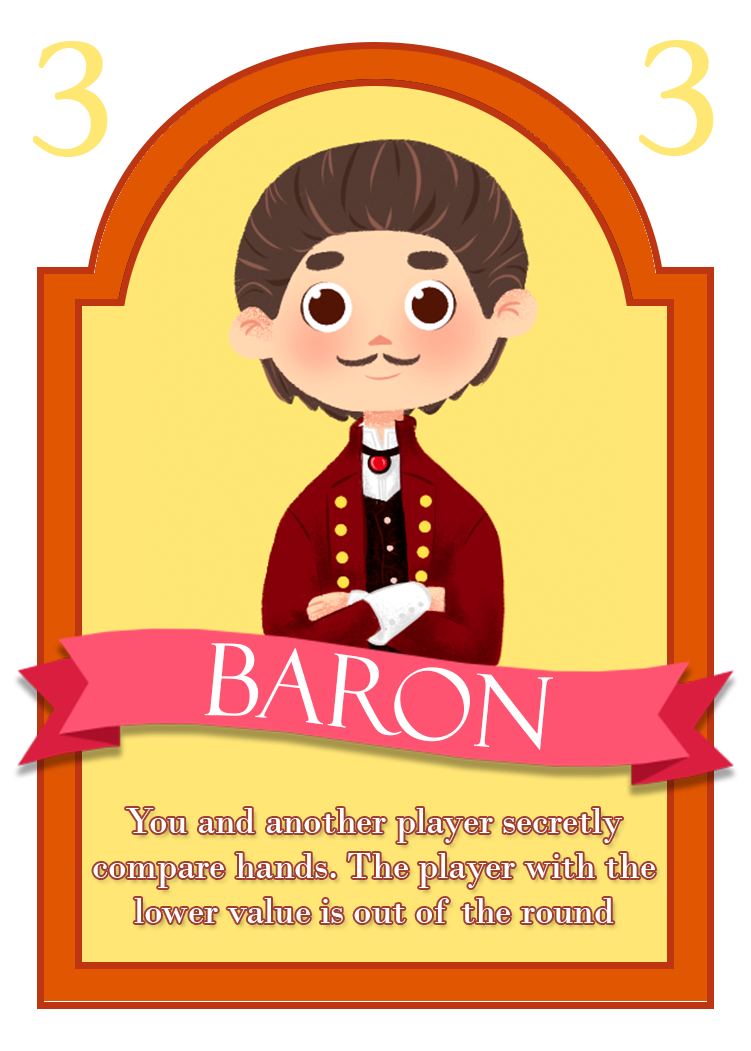 3 3
BARON
You and another player secretly
compare hands. The player with the
lower value is out of the round